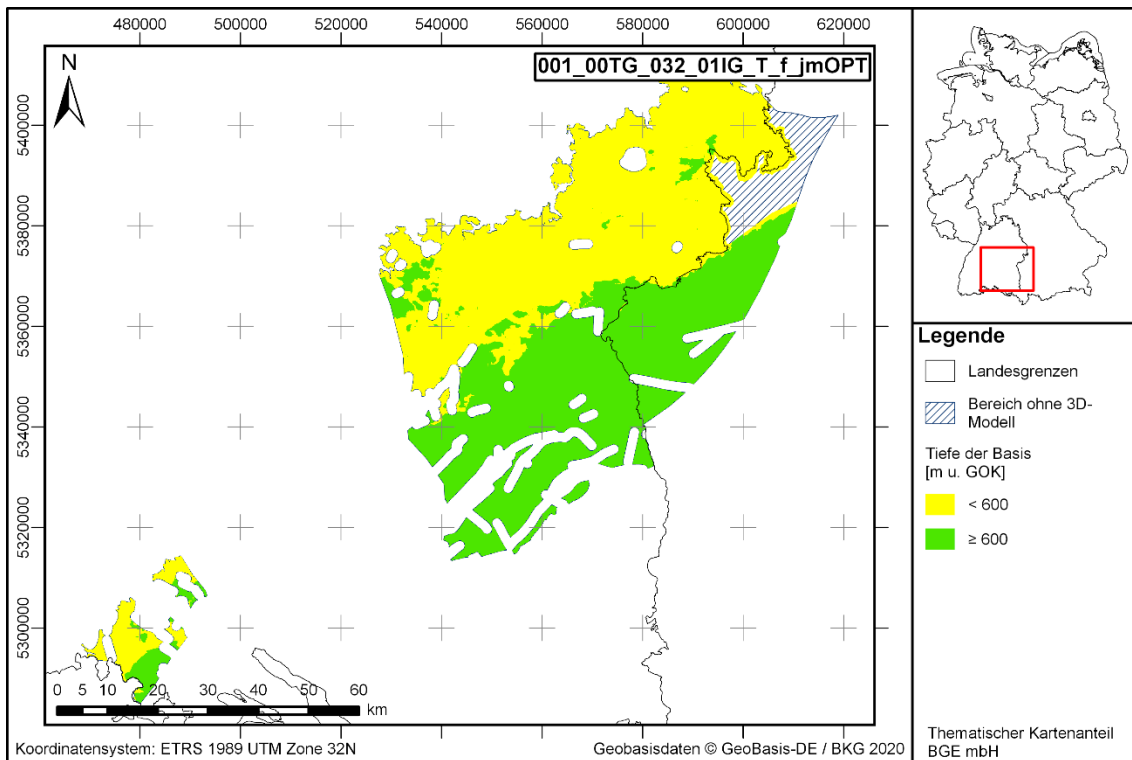 480000 500000 520000 540000 560000 580000 600000 620000
N
001_00TG_032_01IG_T_f_jmOPT
5400000
5380000
5360000
5340000
5320000
5300000
0 5 10 20 30 40 50 60
km
Koordinatensystem: ETRS 1989 UTM Zone 32N
Geobasisdaten © GeoBasis-DE / BKG 2020
Legende
Landesgrenzen
Bereich ohne 3D-
Modell
Tiefe der Basis
[m u. GOK]
< 600
≥ 600
Thematischer Kartenanteil
BGE mbH